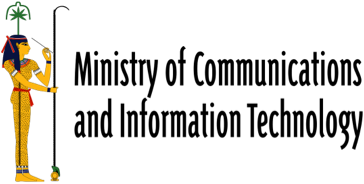 Ministry of Communications
and Information Technology